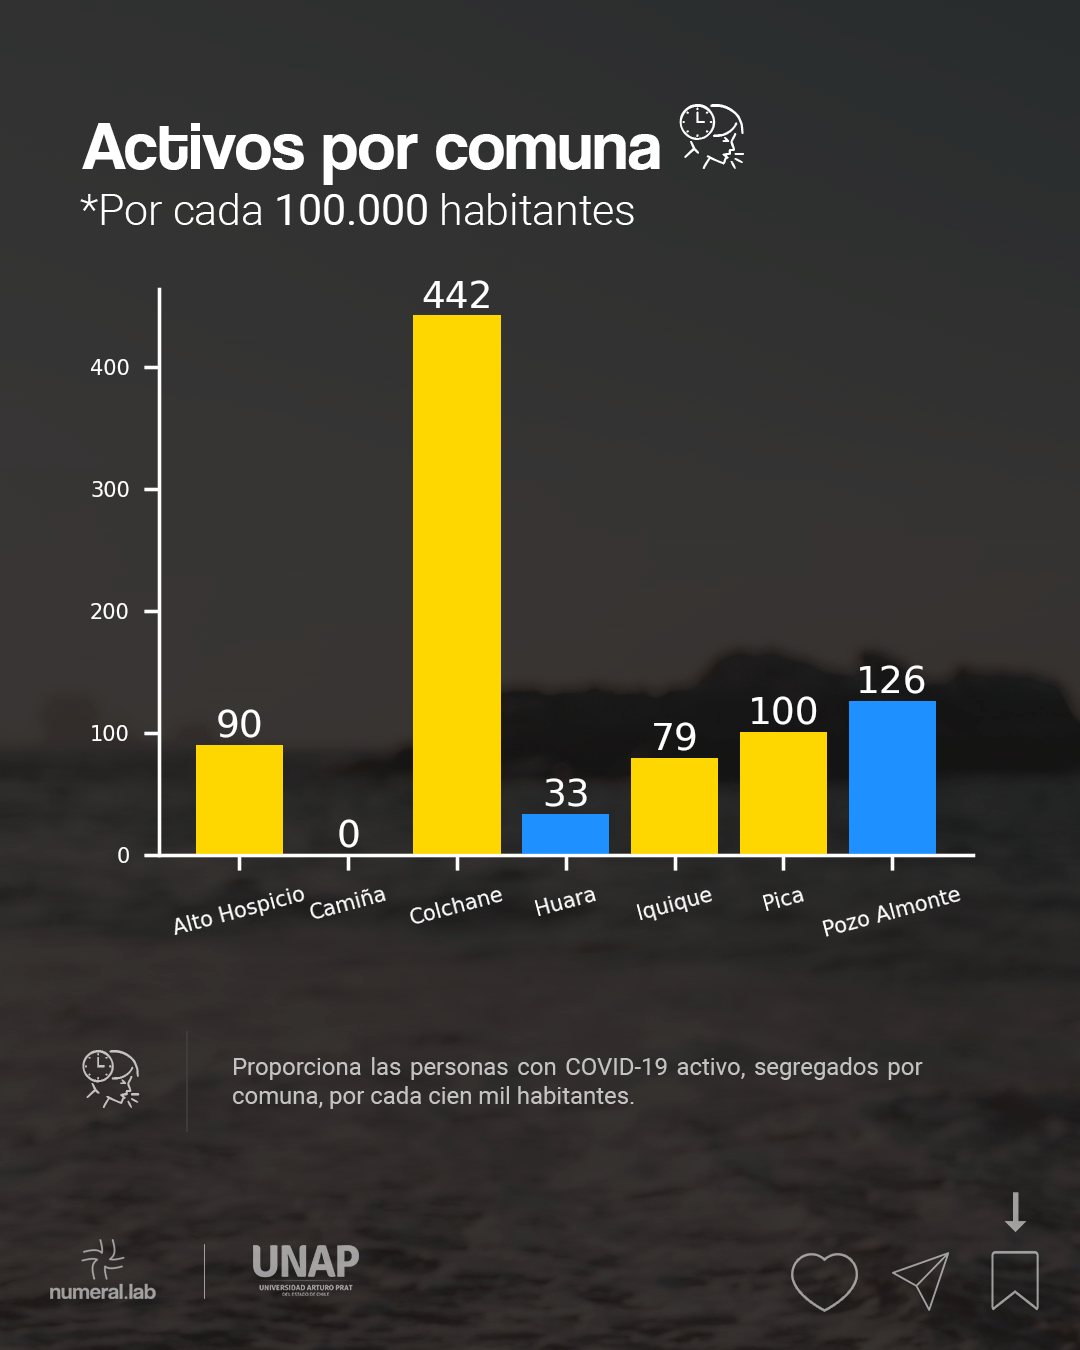 Activos por comuna
*Por cada 100.000 habitantes
442
400
300
200
126
100
90
79
100
33
0
0
Alto Hospicio
Camiña
Colchane
Huara
Iquique
Pica
Pozo Almonte
Proporciona las personas con COVID-19 activo, segregados por
comuna, por cada cien mil habitantes.
numeral.lab
UNAP
UNIVERSIDAD ARTURO PRAT
DEL ESTADO DE CHILE